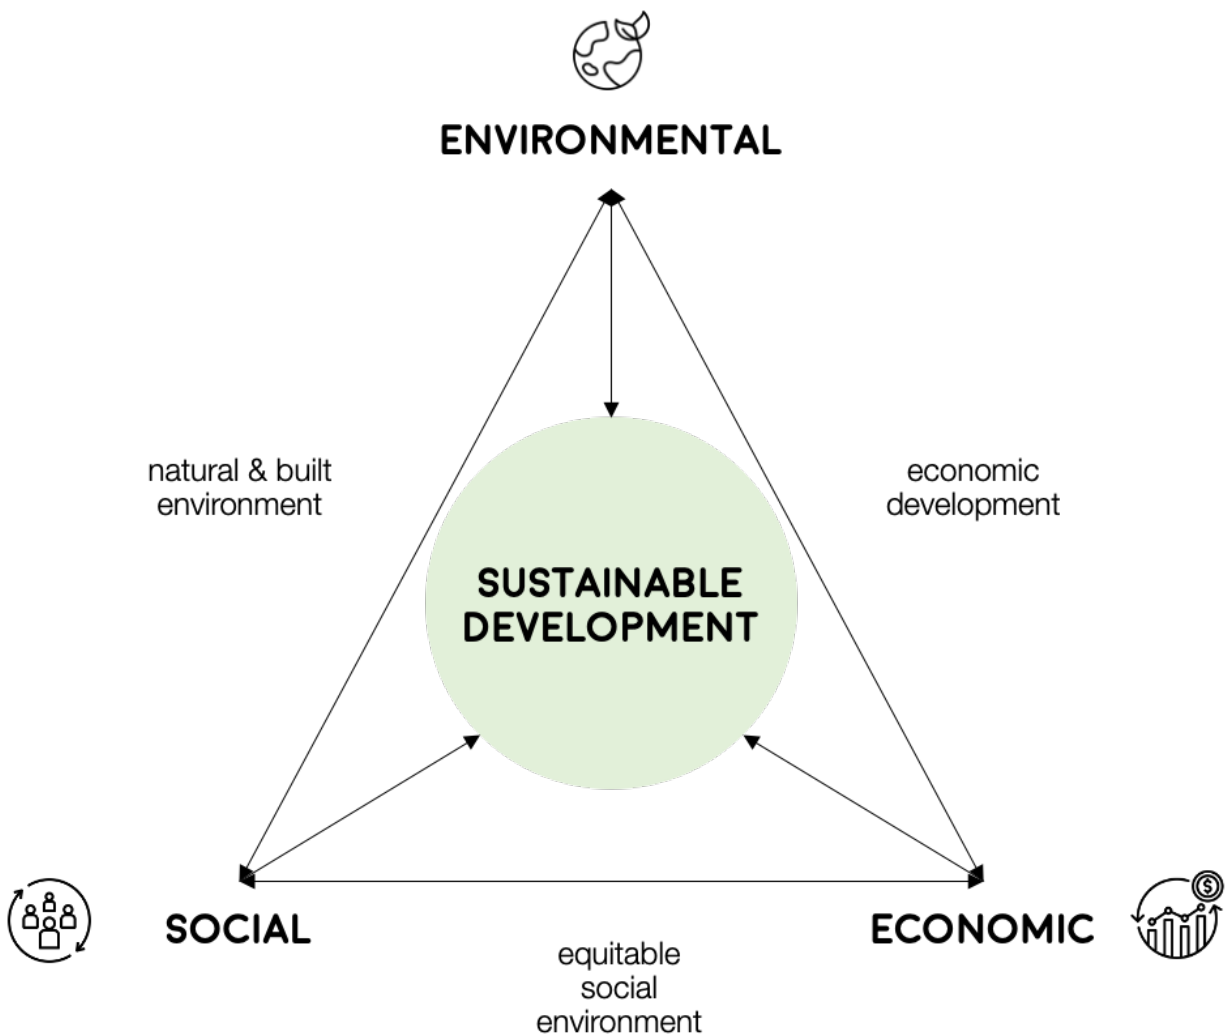 ENVIRONMENTAL
natural & built
environment
economic
development
SUSTAINABLE
DEVELOPMENT
$
SOCIAL
ECONOMIC
equitable
social
environment